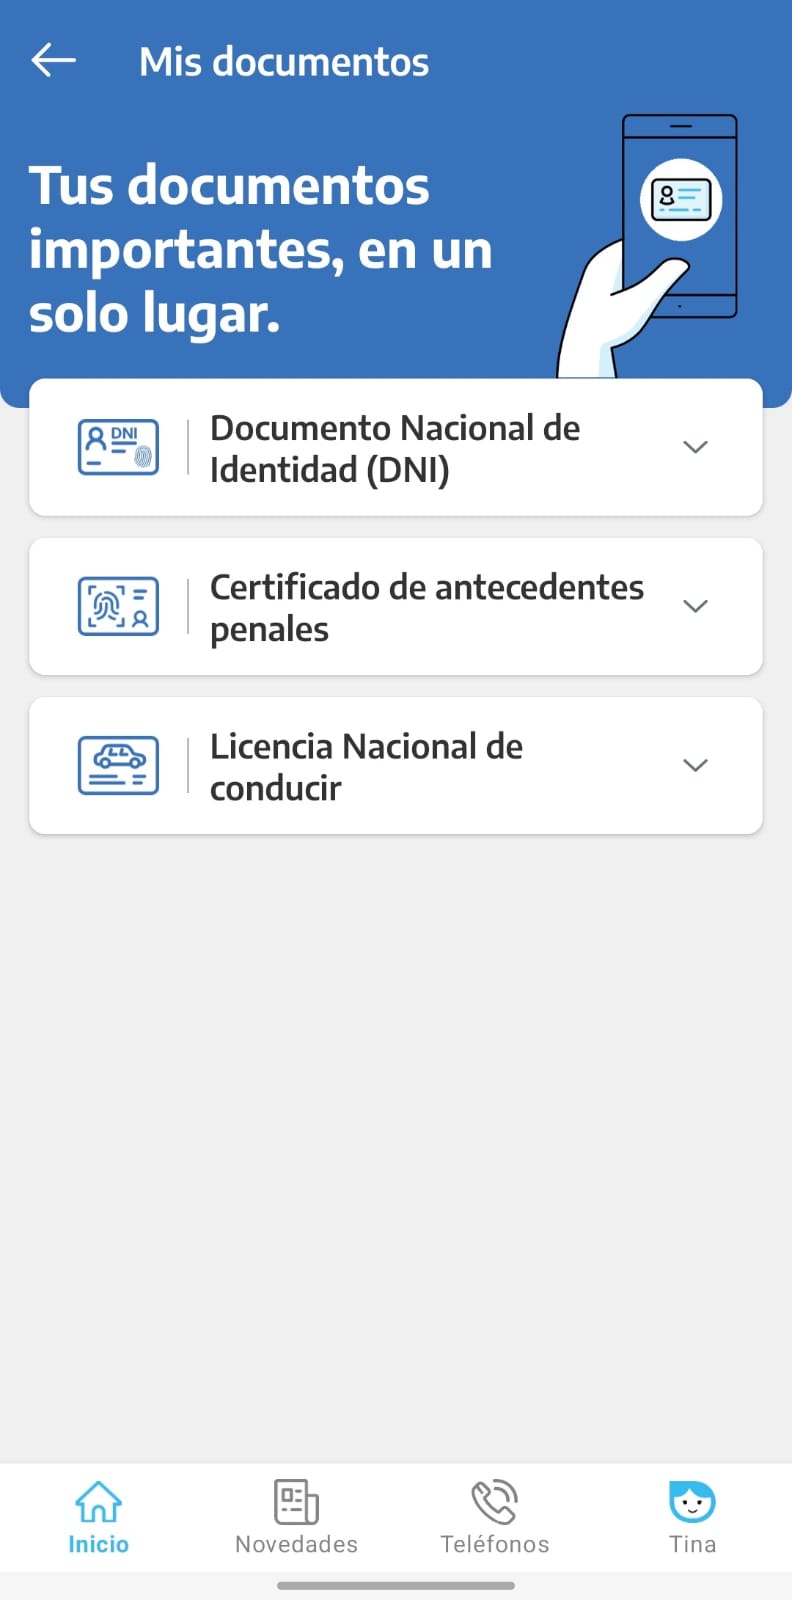 Mis documentos
Tus documentos
importantes, en un
solo lugar.
DNI
Documento Nacional de
Identidad (DNI)
Certificado de antecedentes
penales
Licencia Nacional de
conducir
Inicio
Novedades
Teléfonos
Tina